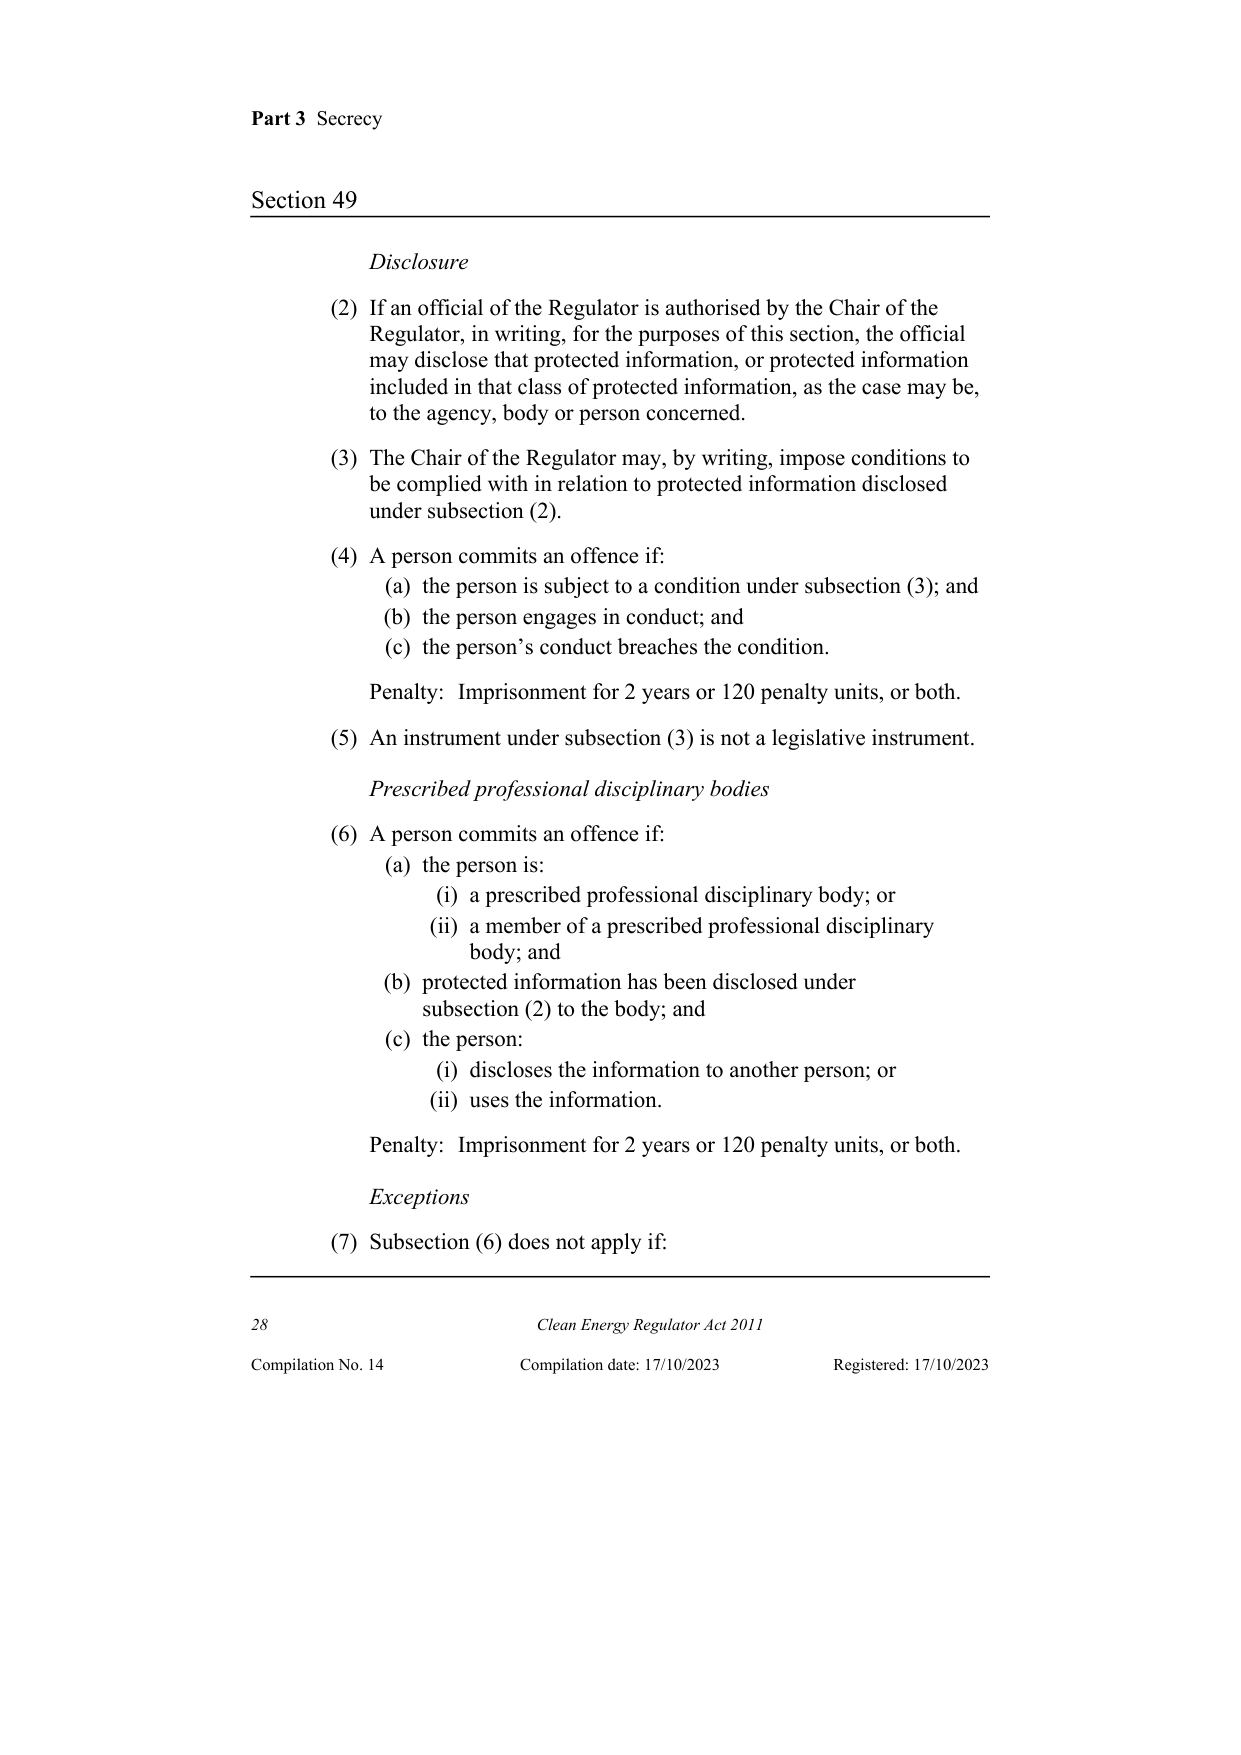 Part 3 Secrecy
Section 49
Disclosure
(2) If an official of the Regulator is authorised by the Chair of the
Regulator, in writing, for the purposes of this section, the official
may disclose that protected information, or protected information
included in that class of protected information, as the case may be,
to the agency, body or person concerned.
(3) The Chair of the Regulator may, by writing, impose conditions to
be complied with in relation to protected information disclosed
under subsection (2).
(4) A person commits an offence if:
(a) the person is subject to a condition under subsection (3); and
(b) the person engages in conduct; and
(c) the person’s conduct breaches the condition.
Penalty: Imprisonment for 2 years or 120 penalty units, or both.
(5) An instrument under subsection (3) is not a legislative instrument.
Prescribed professional disciplinary bodies
(6) A person commits an offence if:
(a) the person is:
(i) a prescribed professional disciplinary body; or
(ii) a member of a prescribed professional disciplinary
body; and
(b) protected information has been disclosed under
subsection (2) to the body; and
(c) the person:
(i) discloses the information to another person; or
(ii) uses the information.
Penalty: Imprisonment for 2 years or 120 penalty units, or both.
Exceptions
(7) Subsection (6) does not apply if:
28 Clean Energy Regulator Act 2011
Compilation No. 14 Compilation date: 17/10/2023 Registered: 17/10/2023